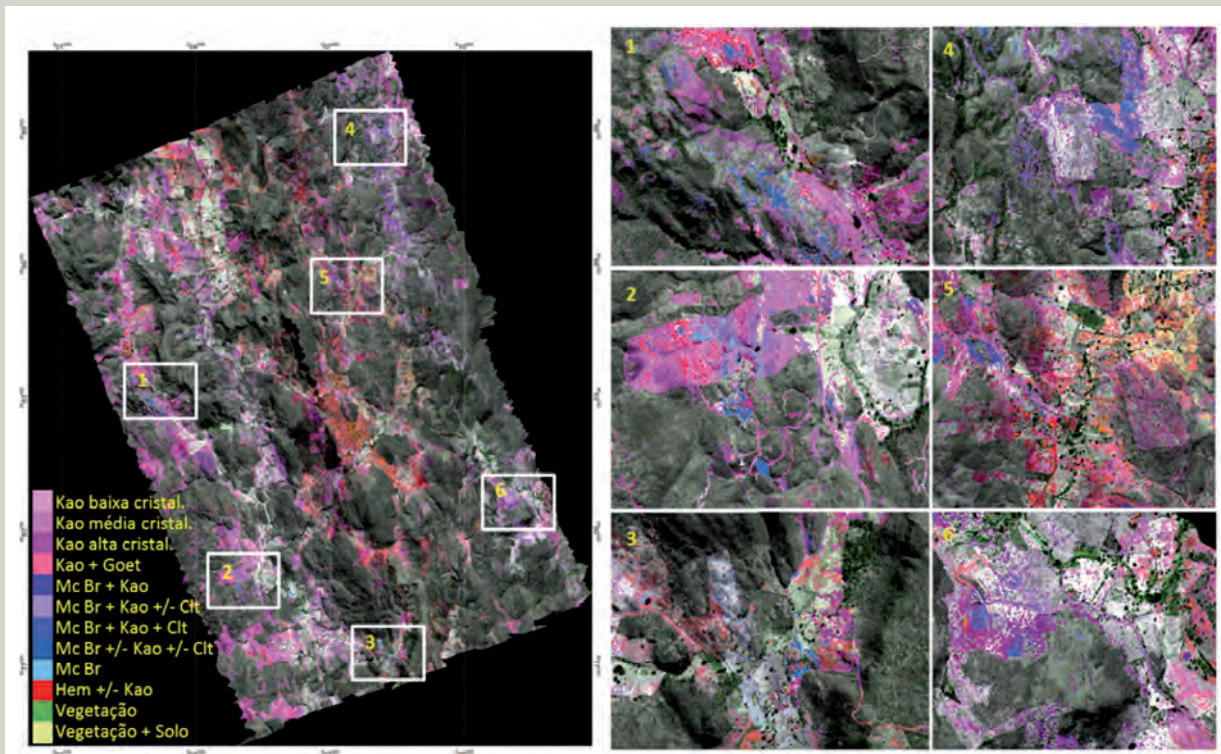 4
5
1
6
2
3
Kao baixa cristal.
Kao média cristal.
Kao alta cristal.
Kao + Goet
Mc Br + Kao
Mc Br + Kao +/- Clt
Mc Br + Kao + Clt
Mc Br +/- Kao +/- Clt
Mc Br
Hem +/- Kao
Vegetação
Vegetação + Solo
1
4
2
5
3
6